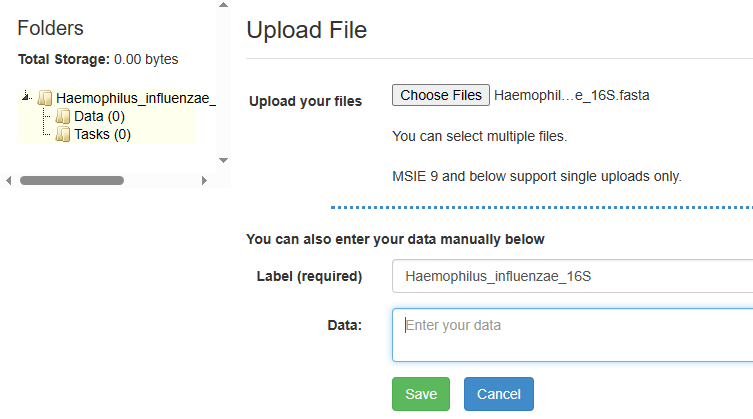 Folders
Total Storage: 0.00 bytes
Haemophilus_influenzae_
Data (0)
Tasks (0)
Upload File
Upload your files
Choose Files Haemophil...e_16S.fasta
You can select multiple files.
MSIE 9 and below support single uploads only.
You can also enter your data manually below
Label (required) Haemophilus_influenzae_16S
Data: Enter your data
Save Cancel